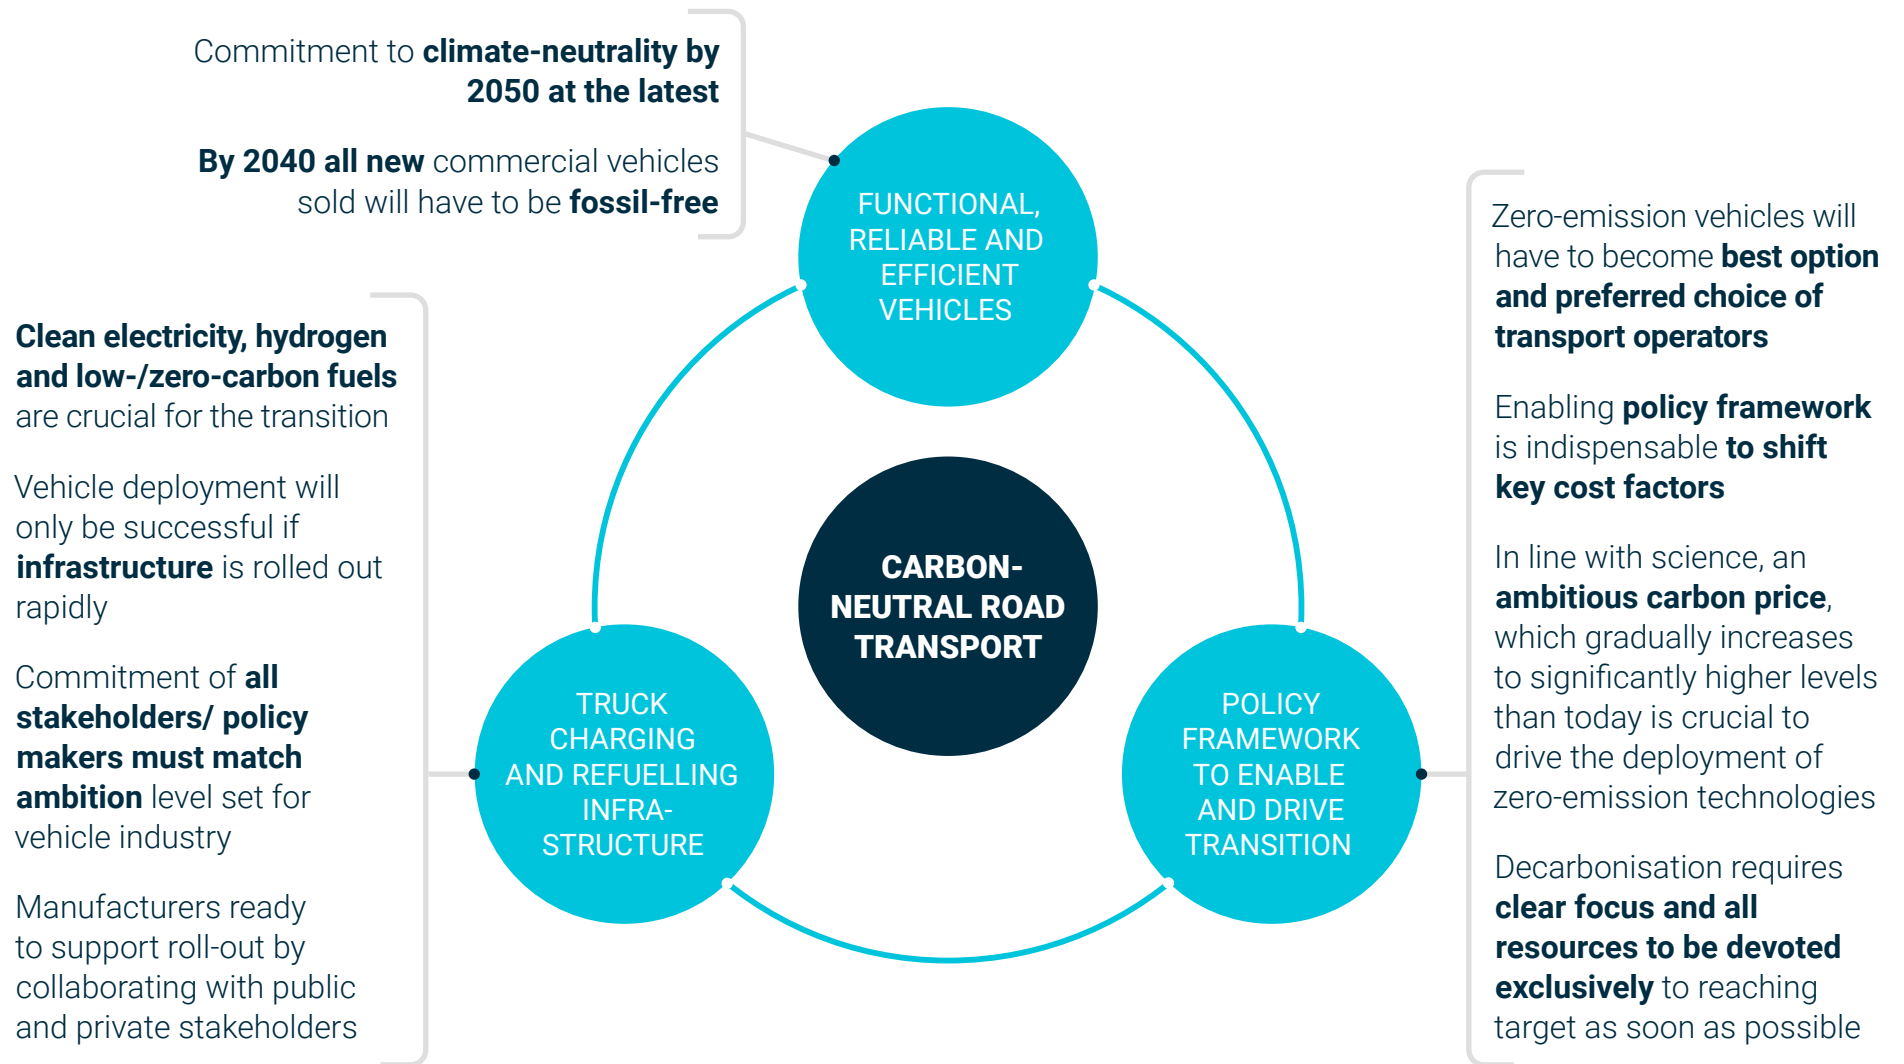 Commitment to climate-neutrality by
2050 at the latest
By 2040 all new commercial vehicles
sold will have to be fossil-free
FUNCTIONAL,
RELIABLE AND
EFFICIENT
VEHICLES
Clean electricity, hydrogen
and low-/zero-carbon fuels
are crucial for the transition
Vehicle deployment will
only be successful if
infrastructure is rolled out
rapidly
Commitment of all
stakeholders/ policy
makers must match
ambition level set for
vehicle industry
Manufacturers ready
to support roll-out by
collaborating with public
and private stakeholders
TRUCK
CHARGING
AND REFUELLING
INFRA-
STRUCTURE
CARBON-
NEUTRAL ROAD
TRANSPORT
POLICY
FRAMEWORK
TO ENABLE
AND DRIVE
TRANSITION
Zero-emission vehicles will
have to become best option
and preferred choice of
transport operators
Enabling policy framework
is indispensable to shift
key cost factors
In line with science, an
ambitious carbon price,
which gradually increases
to significantly higher levels
than today is crucial to
drive the deployment of
zero-emission technologies
Decarbonisation requires
clear focus and all
resources to be devoted
exclusively to reaching
target as soon as possible